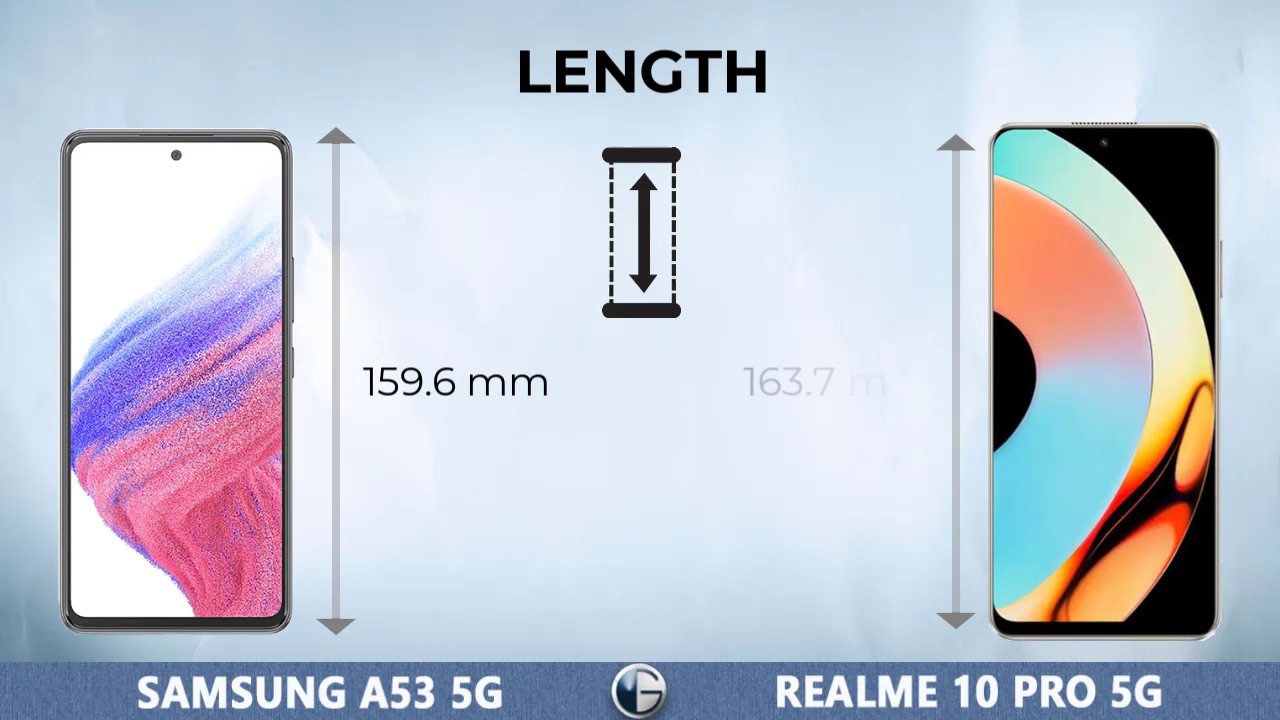 LENGTH
159.6 mm
163.7 m
SAMSUNG A53 5G
REALME 10 PRO 5G